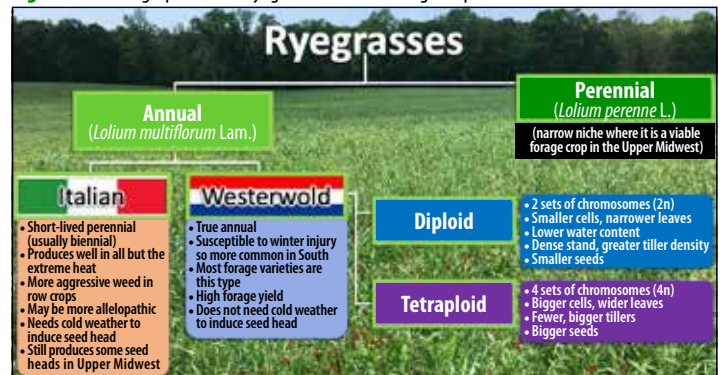 Ryegrasses
Annual
(Lolium multiflorum Lam.)
Perennial
(Lolium perenne L.)
(narrow niche where it is a viable
forage crop in the Upper Midwest)
Italian
• Short-lived perennial
(usually biennial)
• Produces well in all but the
extreme heat
• More aggressive weed in
row crops
• May be more allelopathic
• Needs cold weather to
induce seed head
• Still produces some seed
heads in Upper Midwest
Westerwold
• True annual
• Susceptible to winter injury
so more common in South
• Most forage varieties are
this type
• High forage yield
• Does not need cold weather
to induce seed head
Diploid
• 2 sets of chromosomes (2n)
• Smaller cells, narrower leaves
• Lower water content
• Dense stand, greater tiller density
• Smaller seeds
Tetraploid
• 4 sets of chromosomes (4n)
• Bigger cells, wider leaves
• Fewer, bigger tillers
• Bigger seeds